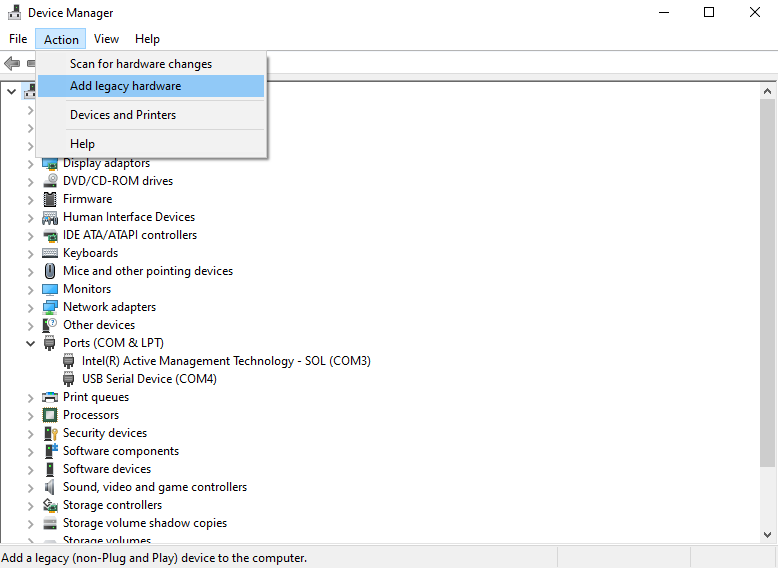 Device Manager
File Action View Help
Scan for hardware changes
Add legacy hardware
Devices and Printers
Help
Display adaptors
DVD/CD-ROM drives
Firmware
Human Interface Devices
IDE ATA/ATAPI controllers
Keyboards
Mice and other pointing devices
Monitors
Network adapters
Other devices
Ports (COM & LPT)
Intel(R) Active Management Technology - SOL (COM3)
USB Serial Device (COM4)
Print queues
Processors
Security devices
Software components
Software devices
Sound, video and game controllers
Storage controllers
Storage volume shadow copies
Storage volumes
Add a legacy (non-Plug and Play) device to the computer.